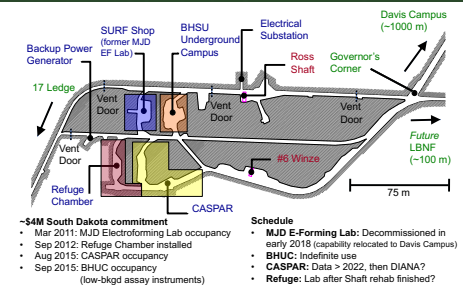 SURF Shop
(former MJD
EF Lab)
BHSU
Underground
Campus
Electrical
Substation
Davis Campus
(~1000 m)
Backup Power
Generator
Ross
Shaft
Governor's
Corner
17 Ledge
Vent
Door
Vent
Door
Vent
Door
Vent
Door
Future
LBNF
(~100 m)
#6 Winze
Refuge
Chamber
CASPAR
75 m
~$4M South Dakota commitment
• Mar 2011: MJD Electroforming Lab occupancy
• Sep 2012: Refuge Chamber installed
• Aug 2015: CASPAR occupancy
• Sep 2015: BHUC occupancy
(low-bkgd assay instruments)
Schedule
• MJD E-Forming Lab: Decommissioned in
early 2018 (capability relocated to Davis Campus)
• BHUC: Indefinite use
• CASPAR: Data > 2022, then DIANA?
• Refuge: Lab after Shaft rehab finished?